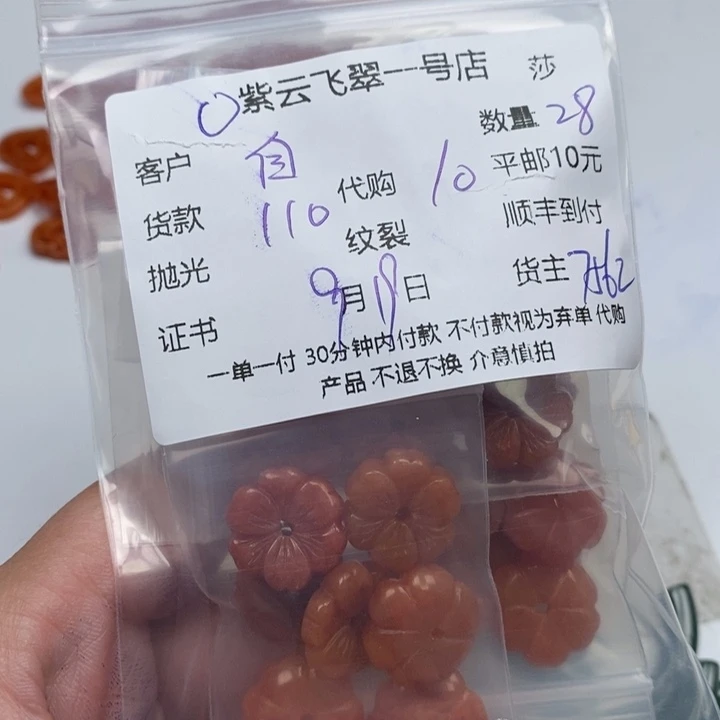 紫云飞翠一号店 莎
数量 28
客户 自 代购 10 平邮10元
货款 110 纹裂 顺丰到付
抛光 9月19日 货主 7562
证书
一单一付 30分钟内付款 不付款视为弃单 代购
产品 不退不换 介意慎拍